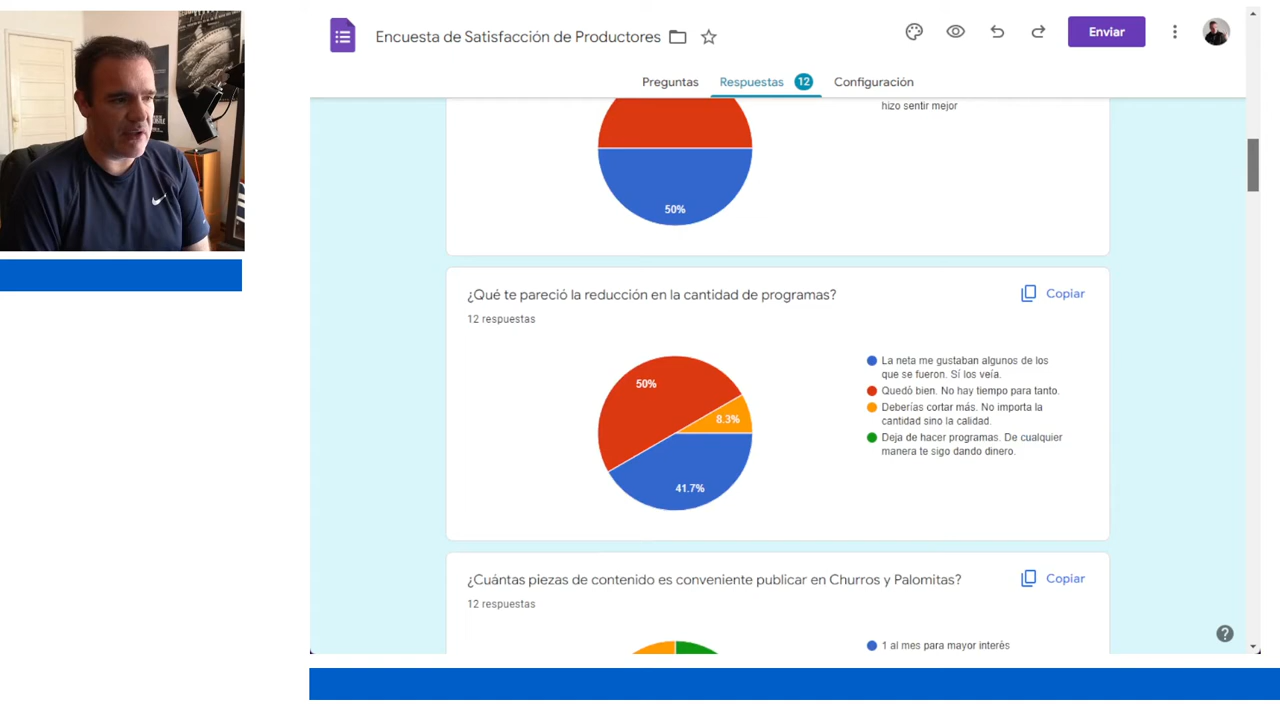 Encuesta de Satisfacción de Productores
Enviar
Preguntas
Respuestas 12
Configuración
hizo sentir mejor
50%
¿Qué te pareció la reducción en la cantidad de programas?
Copiar
12 respuestas
50%
8.3%
41.7%
La neta me gustaban algunos de los
que se fueron. Sí los veía.
Quedó bien. No hay tiempo para tanto.
Deberías cortar más. No importa la
cantidad sino la calidad.
Deja de hacer programas. De cualquier
manera te sigo dando dinero.
¿Cuántas piezas de contenido es conveniente publicar en Churros y Palomitas?
Copiar
12 respuestas
1 al mes para mayor interés